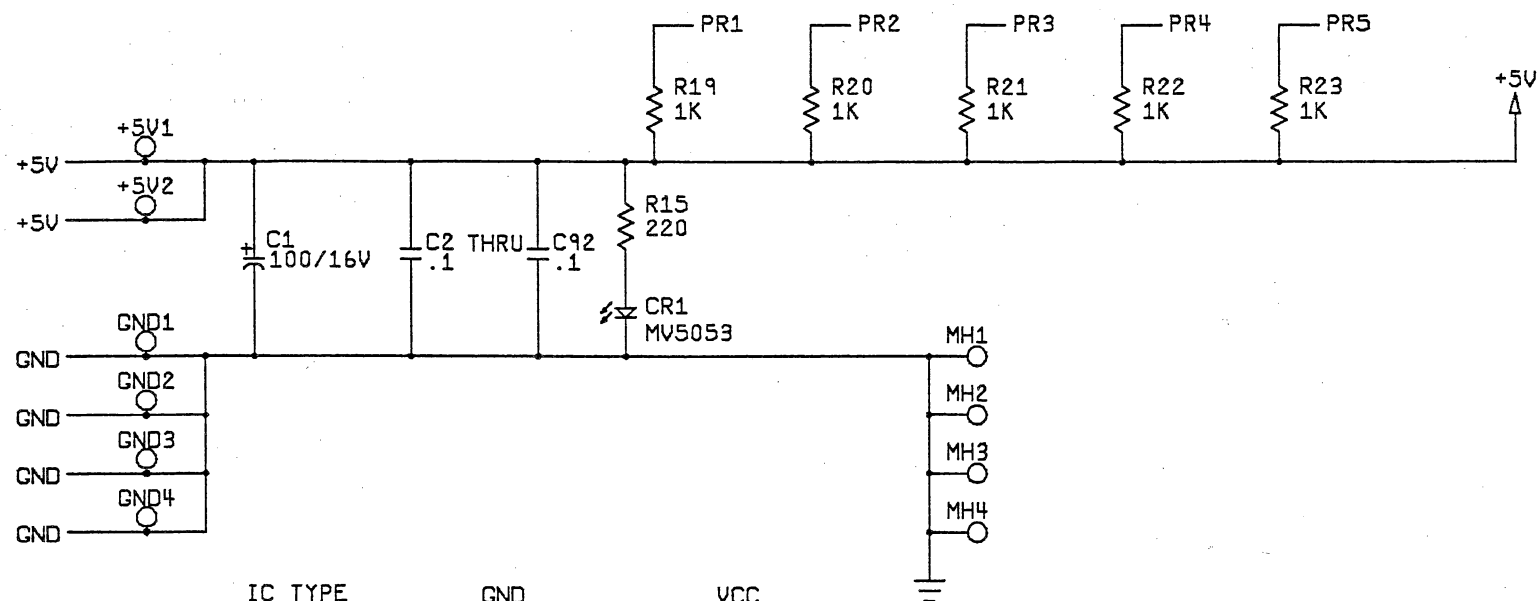 PR1 PR2 PR3 PR4 PR5
R19 R20 R21 R22 R23
1K 1K 1K 1K 1K
+5V
+5V1
+5V
+5V2
+5V
R15
220
C1
100/16V
C2 THRU C92
.1 .1
CR1
MV5053
GND1
GND
GND2
GND
GND3
GND
GND4
GND
MH1
MH2
MH3
MH4
IC TYPE GND VCC